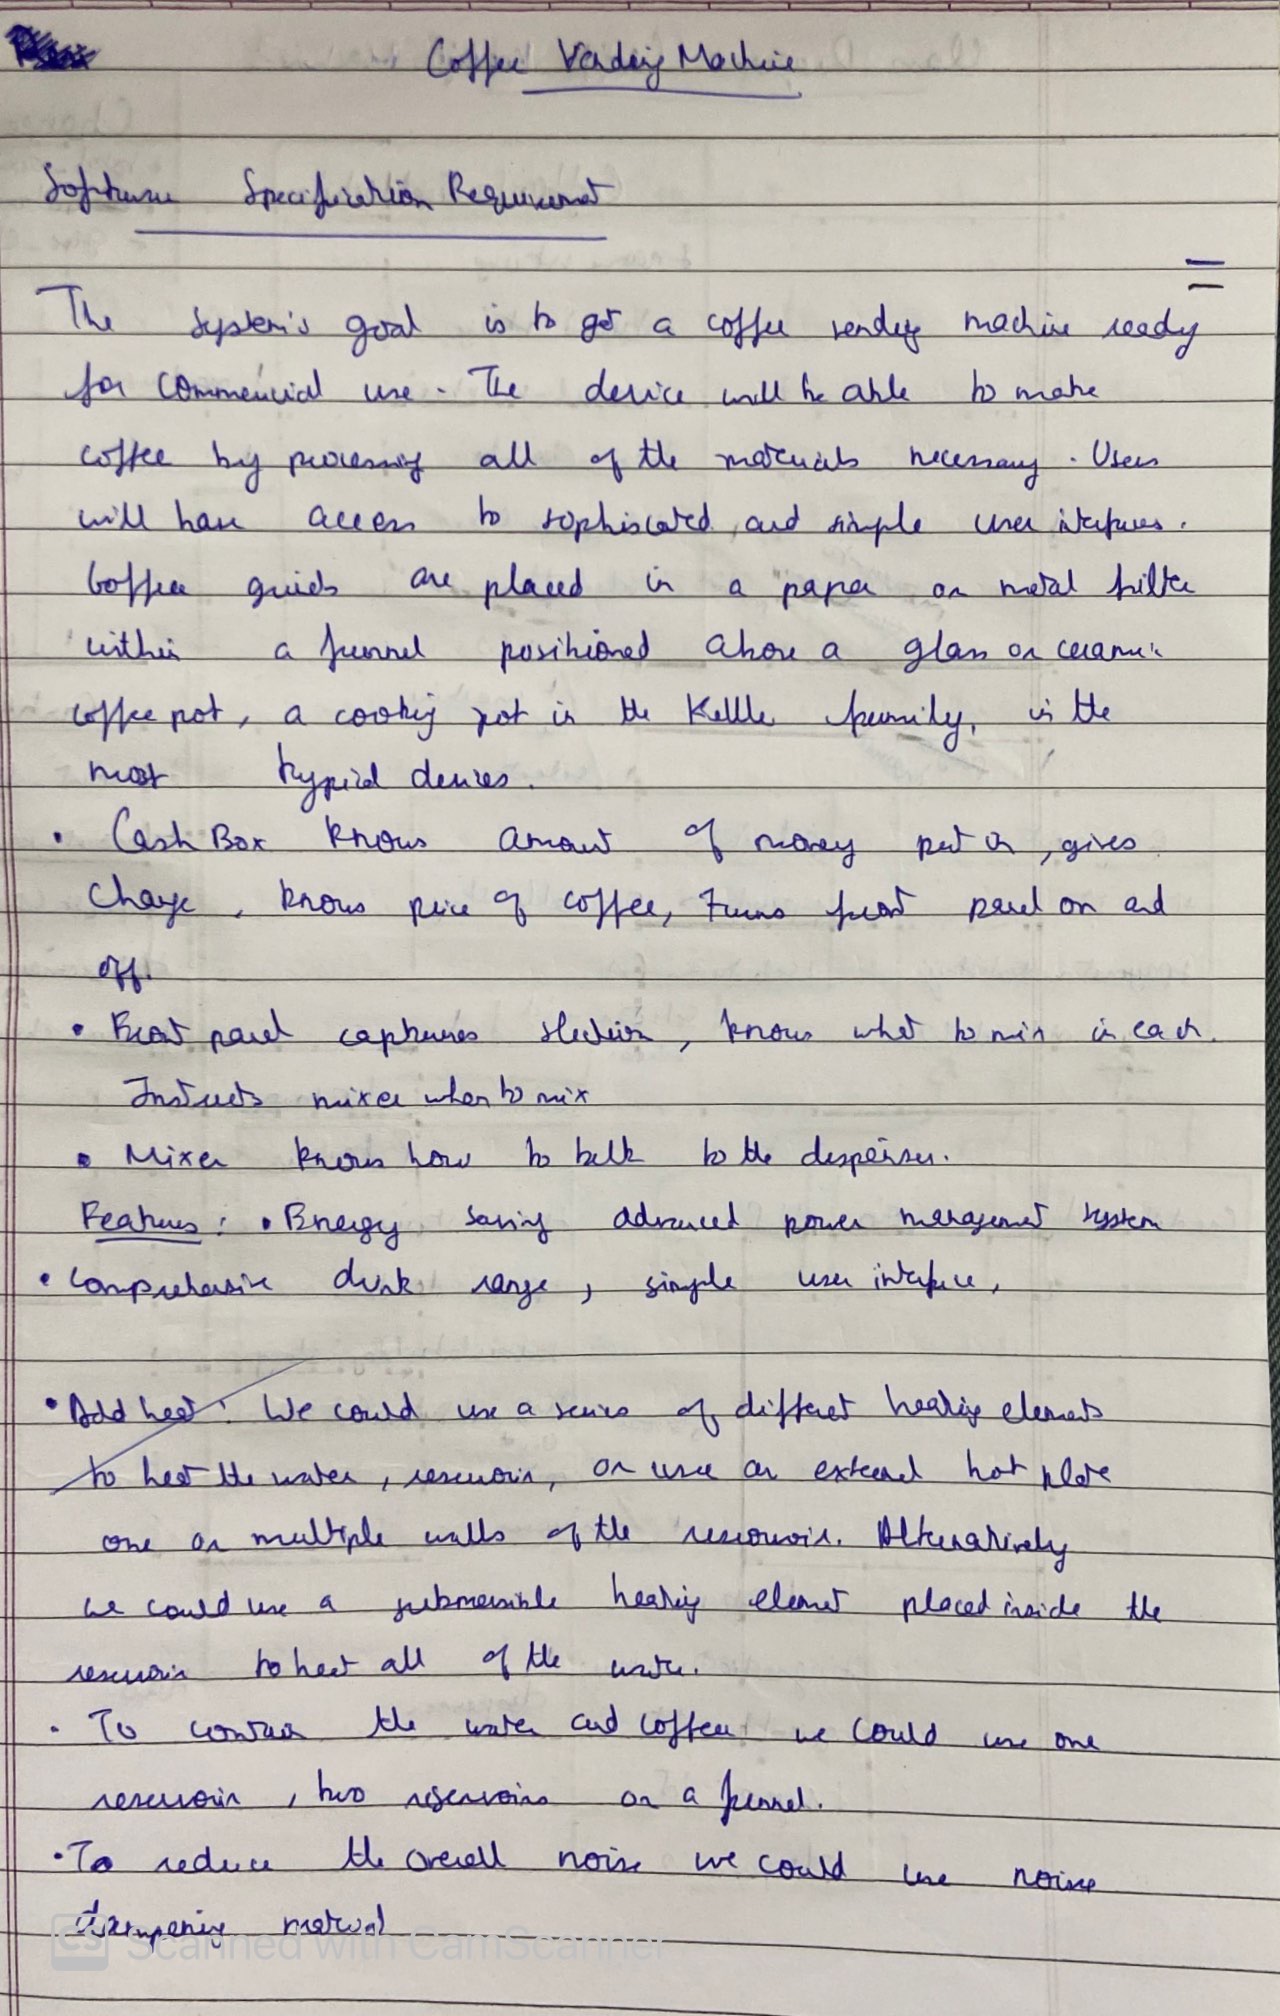 Coffee Vending Machine
Software Specification Requirement
The system's goal is to get a coffee vending machine ready
for commercial use. The device will be able to make
coffee by processing all of the materials necessary. Users
will have access to sophiscated and simple user interfaces.
Coffee are placed in a paper or metal filter
within a funnel positioned above a glass or ceramic
coffee pot, a cooking pot in the Kettle family, is the
most typical devices.
• Cash Box knows amount of money put in, gives
change, knows price of coffee, Turns front panel on and
off.
• Front panel captures selection, knows what to mix in each.
Instructs mixer when to mix
• Mixer knows how to talk to the dispenser.
Features: • Energy saving advanced power management system
• Comprehensive drink range, simple user interface,
• Add heat: We could use a series of different heating elements
to heat the water, reservoir, or use an external hot plate
one or multiple walls of the reservoir. Alternatively
we could use a submersible heating element placed inside the
reservoir to heat all of the water.
• To contain the water and coffee: we could use one
reservoir, two reservoirs or a funnel.
• To reduce the overall noise we could use noise
dampening material
CS Scanned with CamScanner